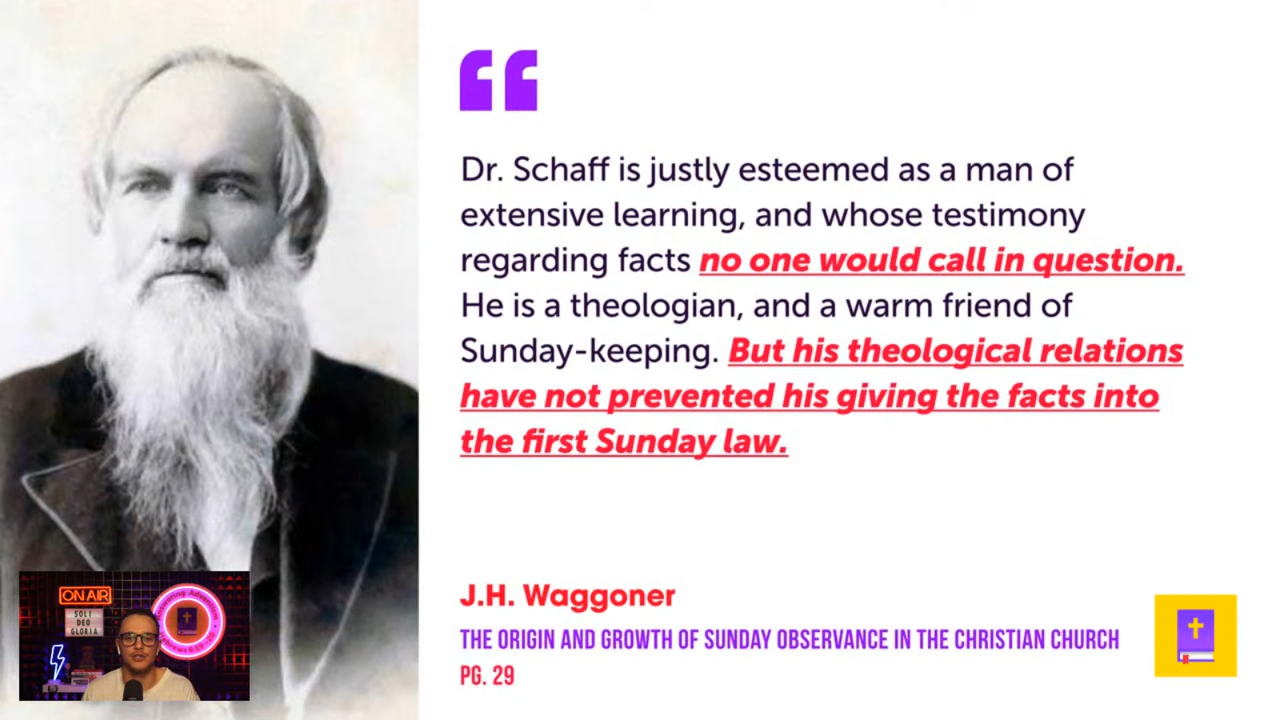 Dr. Schaff is justly esteemed as a man of
extensive learning, and whose testimony
regarding facts no one would call in question.
He is a theologian, and a warm friend of
Sunday-keeping. But his theological relations
have not prevented his giving the facts into
the first Sunday law.
J.H. Waggoner
THE ORIGIN AND GROWTH OF SUNDAY OBSERVANCE IN THE CHRISTIAN CHURCH
PG. 29
ON AIR
SOLI
DEO
GLORIA